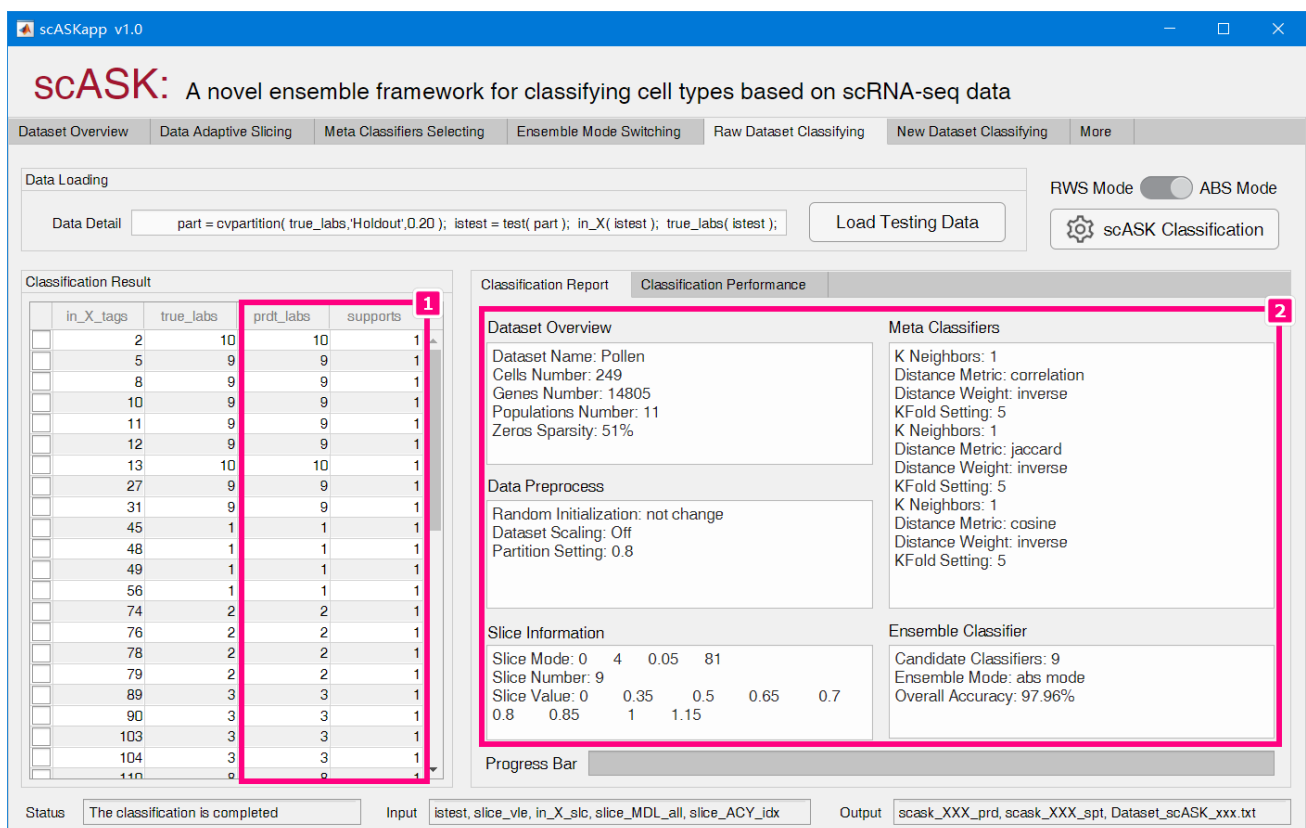 scASKapp v1.0
scASK: A novel ensemble framework for classifying cell types based on scRNA-seq data
Dataset Overview Data Adaptive Slicing Meta Classifiers Selecting Ensemble Mode Switching Raw Dataset Classifying New Dataset Classifying More
Data Loading
Data Detail part = cvpartition( true_labs,'Holdout',0.20 ); istest = test( part ); in_X( istest ); true_labs( istest ); Load Testing Data
RWS Mode ABS Mode
scASK Classification
Classification Result
1
in_X_tags true_labs prdt_labs supports
2 10 10 1
5 9 9 1
8 9 9 1
10 9 9 1
11 9 9 1
12 9 9 1
13 10 10 1
27 9 9 1
31 9 9 1
45 1 1 1
48 1 1 1
49 1 1 1
56 1 1 1
74 2 2 1
76 2 2 1
78 2 2 1
79 2 2 1
89 3 3 1
90 3 3 1
103 3 3 1
104 3 3 1
110 8 8 1
Classification Report Classification Performance
2
Dataset Overview
Dataset Name: Pollen
Cells Number: 249
Genes Number: 14805
Populations Number: 11
Zeros Sparsity: 51%
Data Preprocess
Random Initialization: not change
Dataset Scaling: Off
Partition Setting: 0.8
Slice Information
Slice Mode: 0 4 0.05 81
Slice Number: 9
Slice Value: 0 0.35 0.5 0.65 0.7
0.8 0.85 1 1.15
Meta Classifiers
K Neighbors: 1
Distance Metric: correlation
Distance Weight: inverse
KFold Setting: 5
K Neighbors: 1
Distance Metric: jaccard
Distance Weight: inverse
KFold Setting: 5
K Neighbors: 1
Distance Metric: cosine
Distance Weight: inverse
KFold Setting: 5
Ensemble Classifier
Candidate Classifiers: 9
Ensemble Mode: abs mode
Overall Accuracy: 97.96%
Progress Bar
Status The classification is completed Input istest, slice_vle, in_X_slc, slice_MDL_all, slice_ACY_idx Output scask_XXX_prd, scask_XXX_spt, Dataset_scASK_xxx.txt